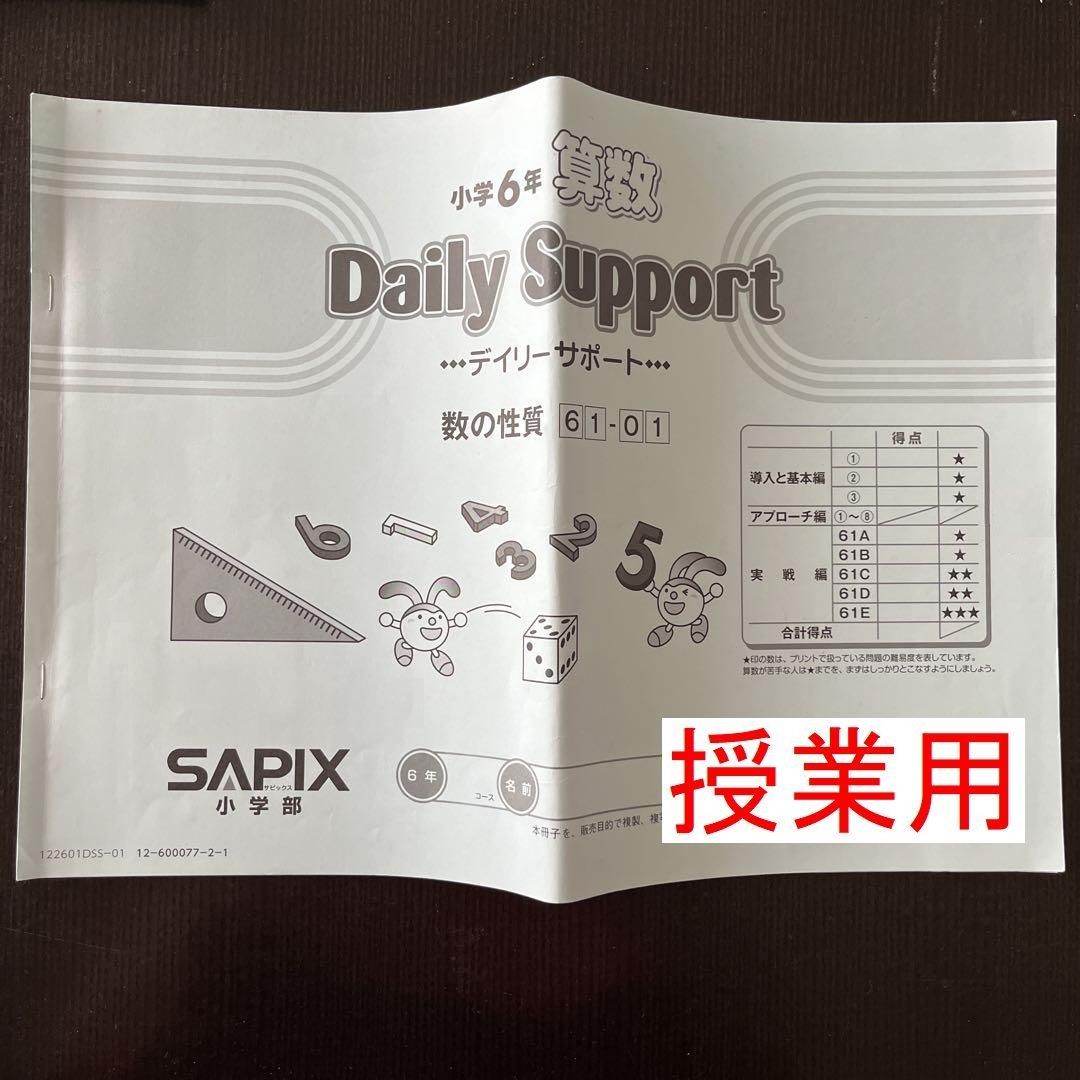 小学6年 算数
Daily Support
デイリーサポート
数の性質 61-01
得点
導入と基本編 ① ★
② ★
③ ★
アプローチ編 ①〜⑧
実戦編 61A ★
61B ★
61C ★★
61D ★★
61E ★★★
合計得点
★印の数は、プリントで扱っている問題の難易度を表しています。
算数が苦手な人は★までを、まずはしっかりとこなすようにしましょう。
6 1 4 3 2 5
SAPIX
サピックス
小学部
6年 コース 名前
本冊子を、販売目的で複製、複写
授業用
122601DSS-01 12-600077-2-1